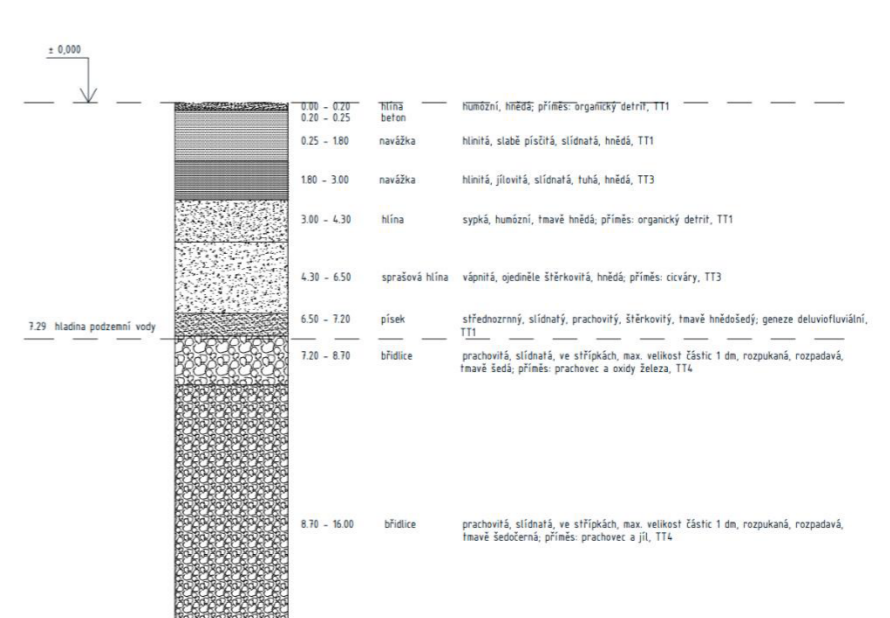 ± 0,000
0.00 - 0.20 hlína humózní, hnědá; příměs: organický detrit, TT1
0.20 - 0.25 beton
0.25 - 1.80 navážka hlinitá, slabě písčitá, slídnatá, hnědá, TT1
1.80 - 3.00 navážka hlinitá, jílovitá, slídnatá, tuhá, hnědá, TT3
3.00 - 4.30 hlína sypká, humózní, tmavě hnědá; příměs: organický detrit, TT1
4.30 - 6.50 sprašová hlína vápnitá, ojediněle štěrkovitá, hnědá; příměs: cicváry, TT3
6.50 - 7.20 písek střednozrnný, slídnatý, prachovitý, štěrkovitý, tmavě hnědošedý; geneze deluviofluviální,
TT1
7.29 hladina podzemní vody
7.20 - 8.70 břidlice prachovitá, slídnatá, ve střípkách, max. velikost částic 1 dm, rozpukaná, rozpadavá,
tmavě šedá; příměs: prachovec a oxidy železa, TT4
8.70 - 16.00 břidlice prachovitá, slídnatá, ve střípkách, max. velikost částic 1 dm, rozpukaná, rozpadavá,
tmavě šedočerná; příměs: prachovec a jíl, TT4